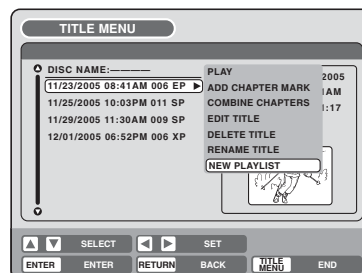 TITLE MENU
DISC NAME:————
11/23/2005 08:41AM 006 EP
11/25/2005 10:03PM 011 SP
11/29/2005 11:30AM 009 SP
12/01/2005 06:52PM 006 XP
PLAY
ADD CHAPTER MARK
COMBINE CHAPTERS
EDIT TITLE
DELETE TITLE
RENAME TITLE
NEW PLAYLIST
2005
AM
:17
SELECT SET
ENTER ENTER RETURN BACK TITLE MENU END